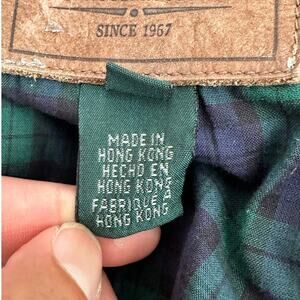 SINCE 1967
MADE IN
HONG KONG
HECHO EN
HONG KONG
FABRIQUÉ À
HONG KONG